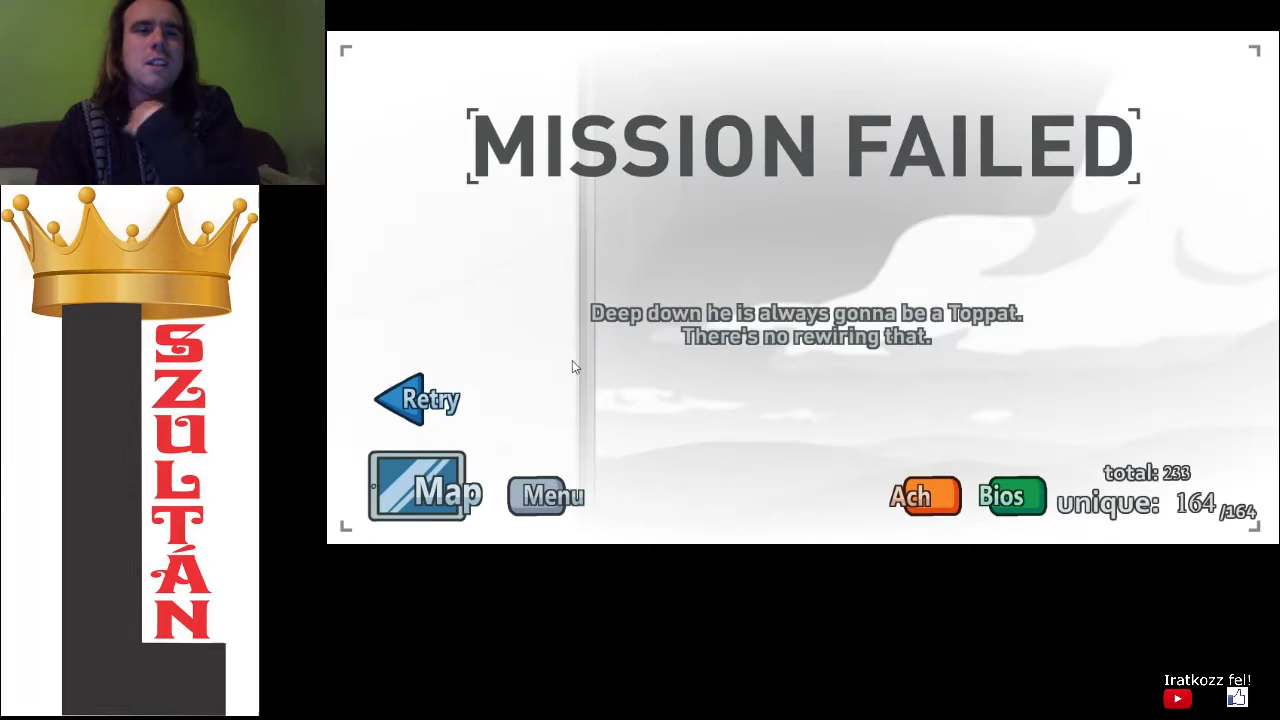 MISSION FAILED
Deep down he is always gonna be a Toppat.
There's no rewiring that.
Retry
Map
Menu
Ach
Bios
total: 233
unique: 164 /164
L
SZULTÁN
Iratkozz fel!